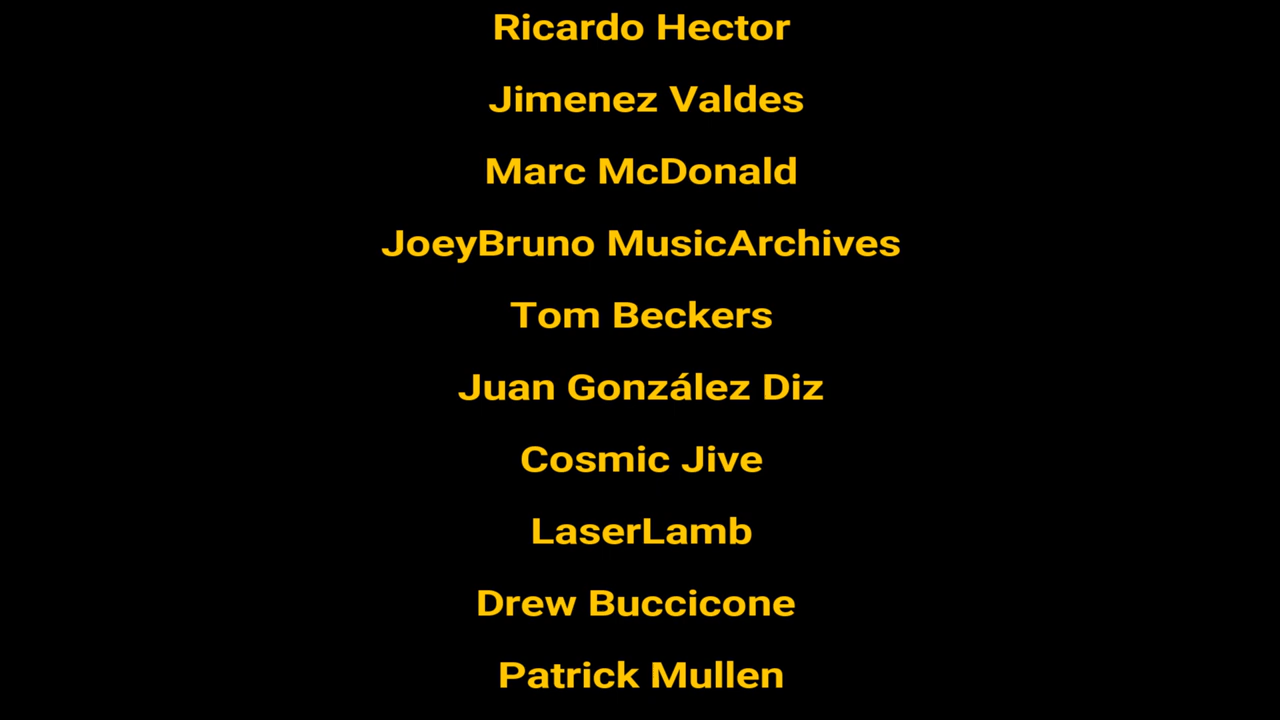 Ricardo Hector
Jimenez Valdes
Marc McDonald
JoeyBruno MusicArchives
Tom Beckers
Juan González Diz
Cosmic Jive
LaserLamb
Drew Buccicone
Patrick Mullen